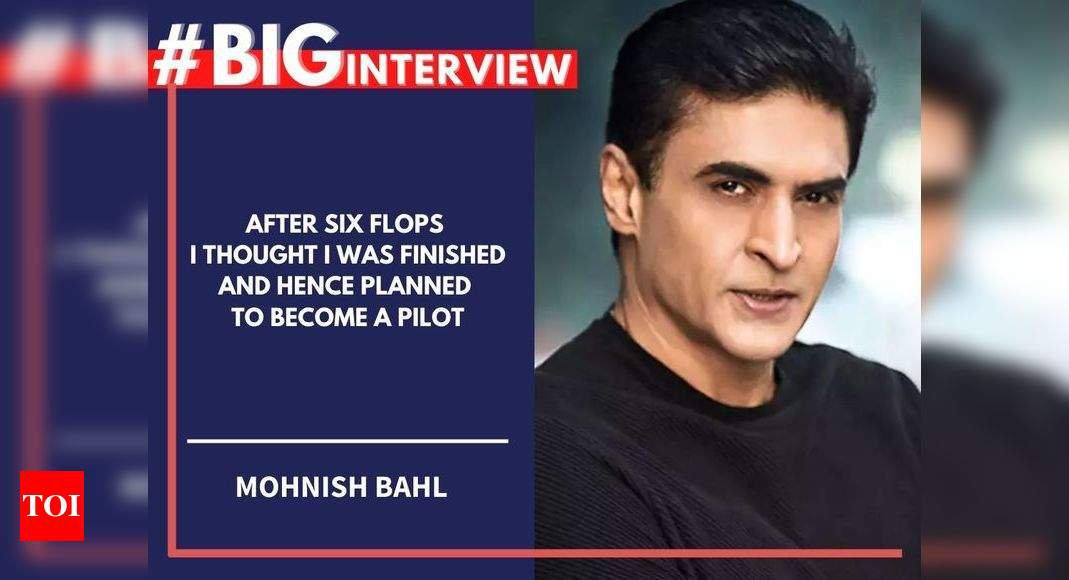 #BIG INTERVIEW
AFTER SIX FLOPS
I THOUGHT I WAS FINISHED
AND HENCE PLANNED
TO BECOME A PILOT
MOHNISH BAHL
TOI